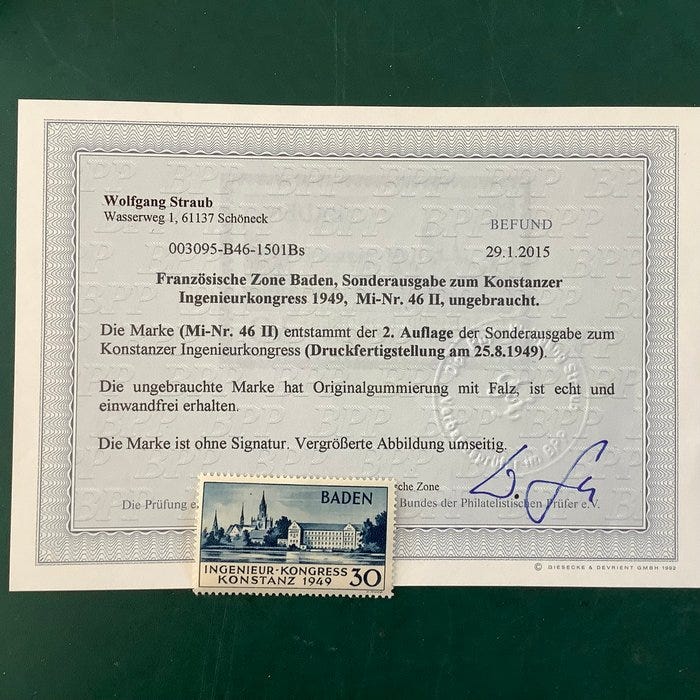 Wolfgang Straub
Wasserweg 1, 61137 Schöneck
BEFUND
003095-B46-1501Bs
29.1.2015
Französische Zone Baden, Sonderausgabe zum Konstanzer
Ingenieurkongress 1949, Mi-Nr. 46 II, ungebraucht.
Die Marke (Mi-Nr. 46 II) entstammt der 2. Auflage der Sonderausgabe zum
Konstanzer Ingenieurkongress (Druckfertigstellung am 25.8.1949).
Die ungebrauchte Marke hat Originalgummierung mit Falz, ist echt und
einwandfrei erhalten.
Die Marke ist ohne Signatur. Vergrößerte Abbildung umseitig.
ische Zone
Die Prüfung e Bundes der Philatelistischen Prüfer e.V.
BADEN
INGENIEUR-KONGRESS
KONSTANZ 1949 30
© GIESECKE & DEVRIENT GMBH 1992
BPP